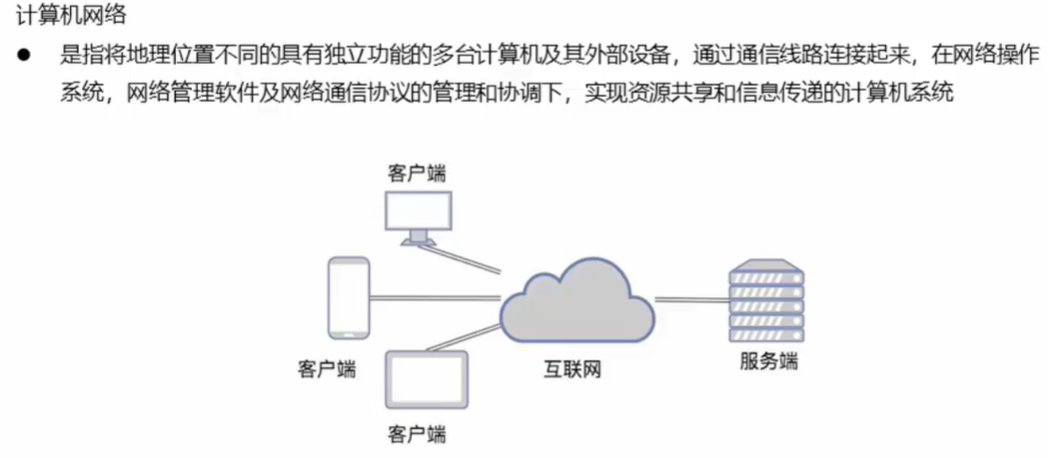 计算机网络
● 是指将地理位置不同的具有独立功能的多台计算机及其外部设备，通过通信线路连接起来，在网络操作
系统，网络管理软件及网络通信协议的管理和协调下，实现资源共享和信息传递的计算机系统
客户端
客户端
互联网
服务端
客户端